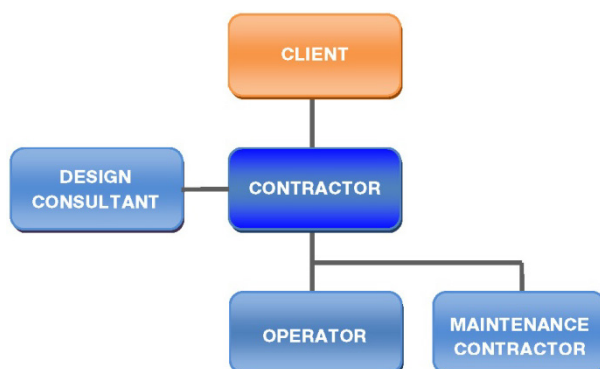 CLIENT
DESIGN
CONSULTANT
CONTRACTOR
OPERATOR
MAINTENANCE
CONTRACTOR